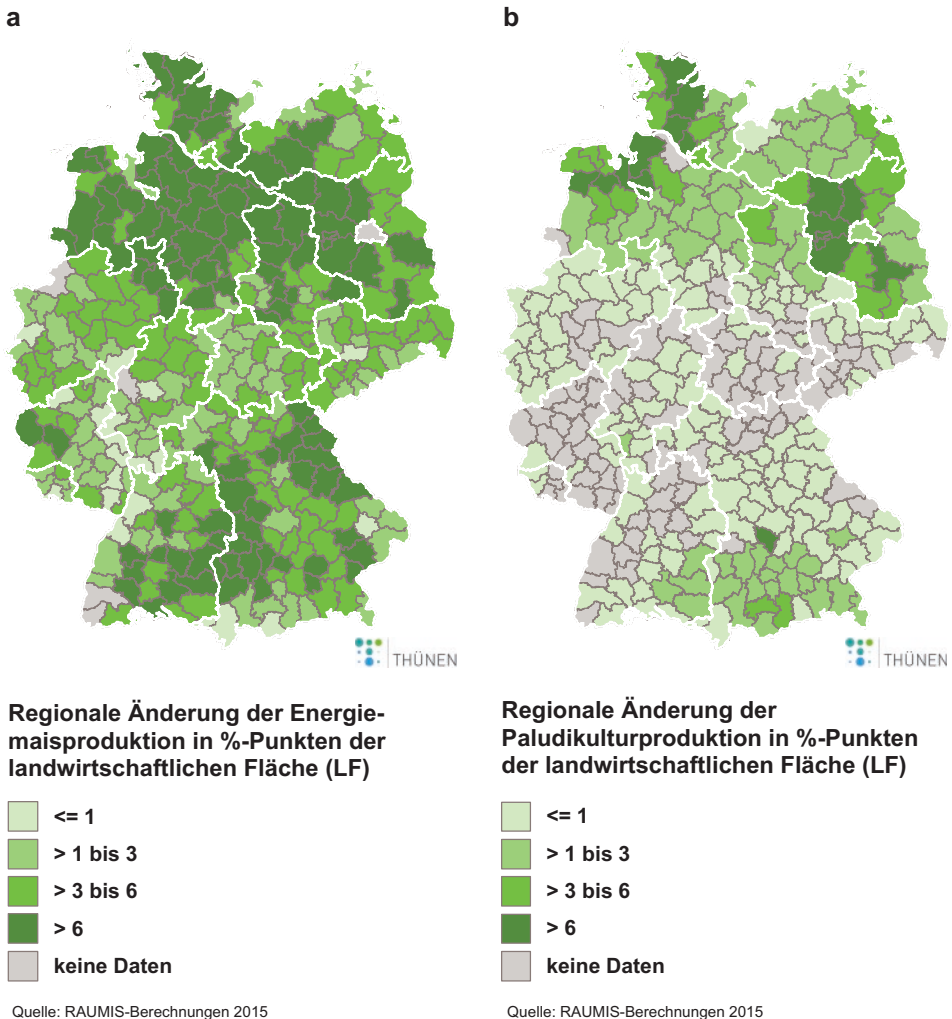 a
THÜNEN
Regionale Änderung der Energie-
maisproduktion in %-Punkten der
landwirtschaftlichen Fläche (LF)
<= 1
> 1 bis 3
> 3 bis 6
> 6
keine Daten
Quelle: RAUMIS-Berechnungen 2015
b
THÜNEN
Regionale Änderung der
Paludikulturproduktion in %-Punkten
der landwirtschaftlichen Fläche (LF)
<= 1
> 1 bis 3
> 3 bis 6
> 6
keine Daten
Quelle: RAUMIS-Berechnungen 2015